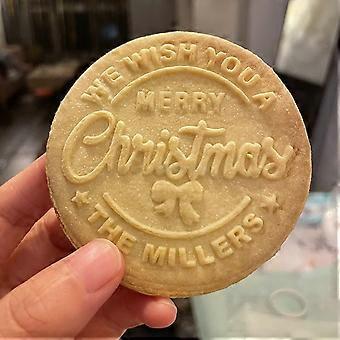 WE WISH YOU A
MERRY
Christmas
THE MILLERS